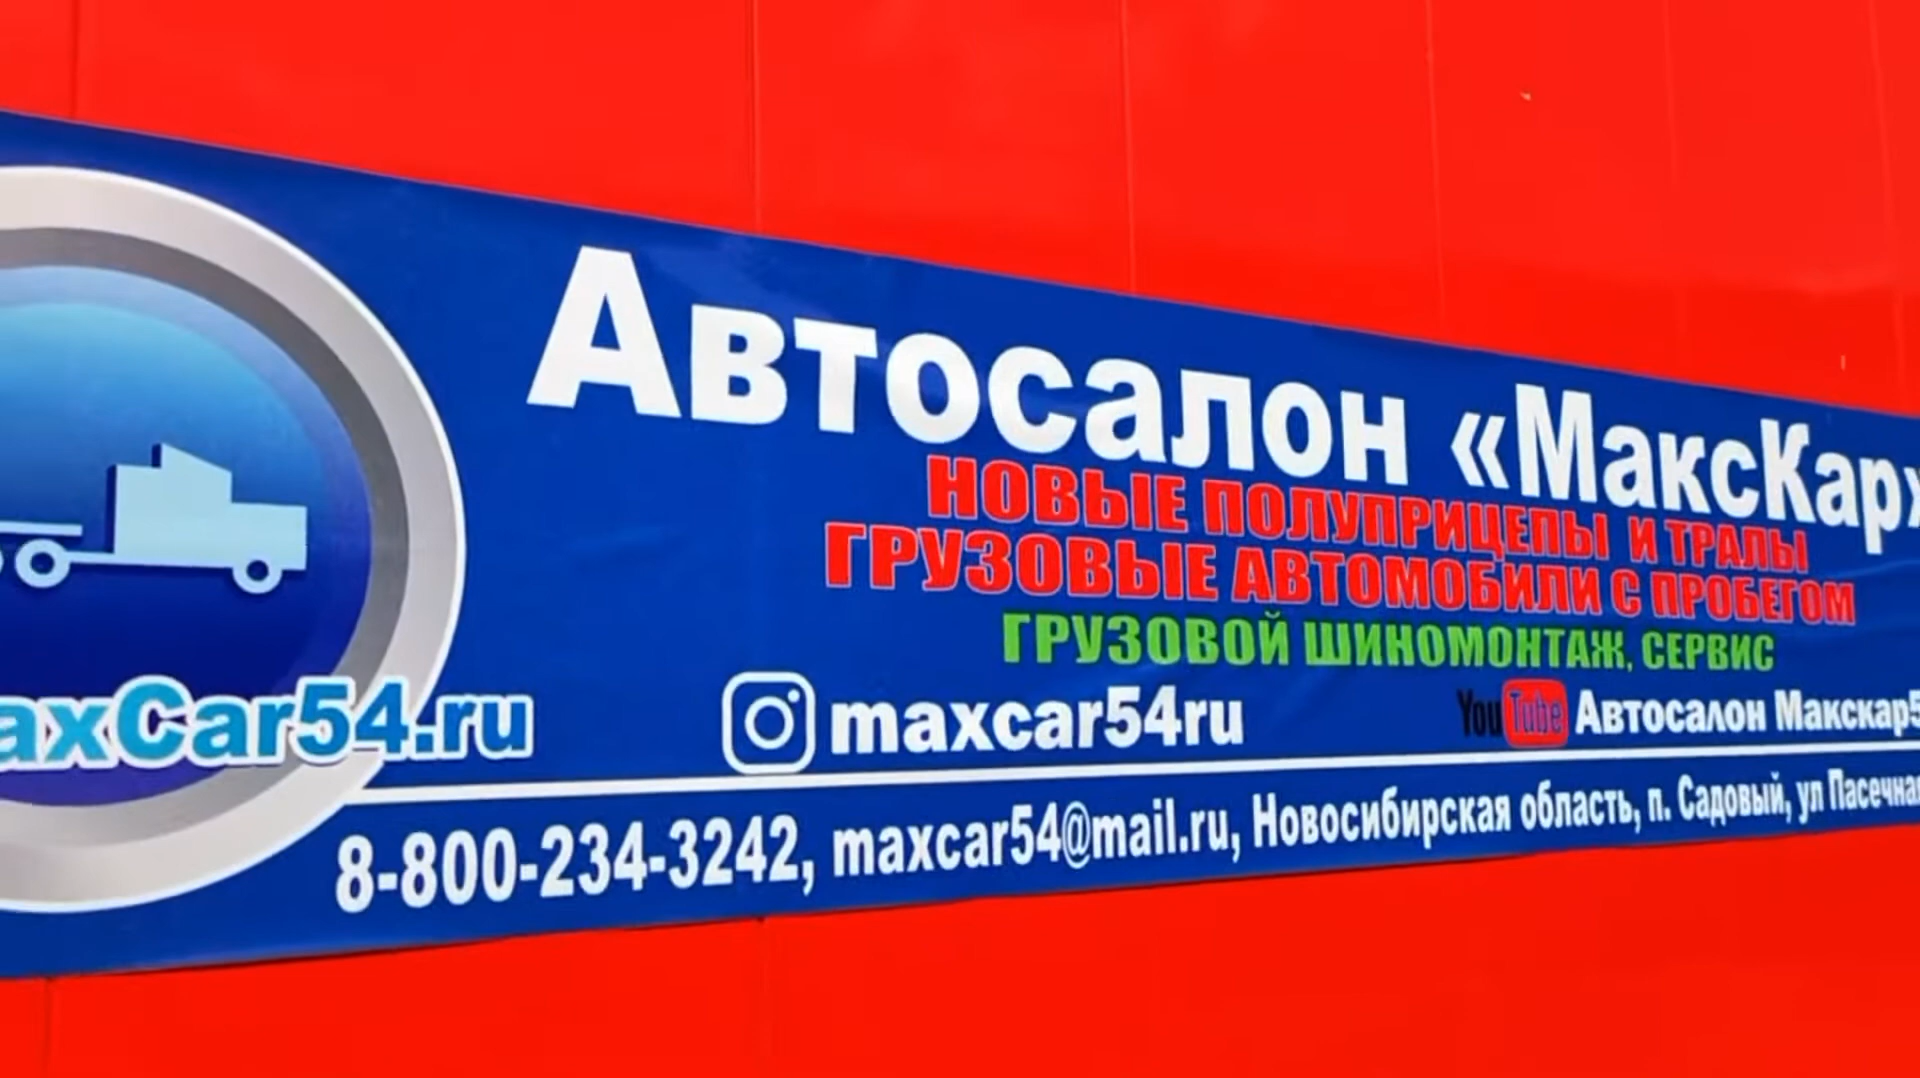 Автосалон «МаксКар»
НОВЫЕ ПОЛУПРИЦЕПЫ И ТРАЛЫ
ГРУЗОВЫЕ АВТОМОБИЛИ С ПРОБЕГОМ
ГРУЗОВОЙ ШИНОМОНТАЖ, СЕРВИС
axCar54.ru
maxcar54ru
YouTube Автосалон Макскар5
8-800-234-3242, maxcar54@mail.ru, Новосибирская область, п. Садовый, ул Пасечная